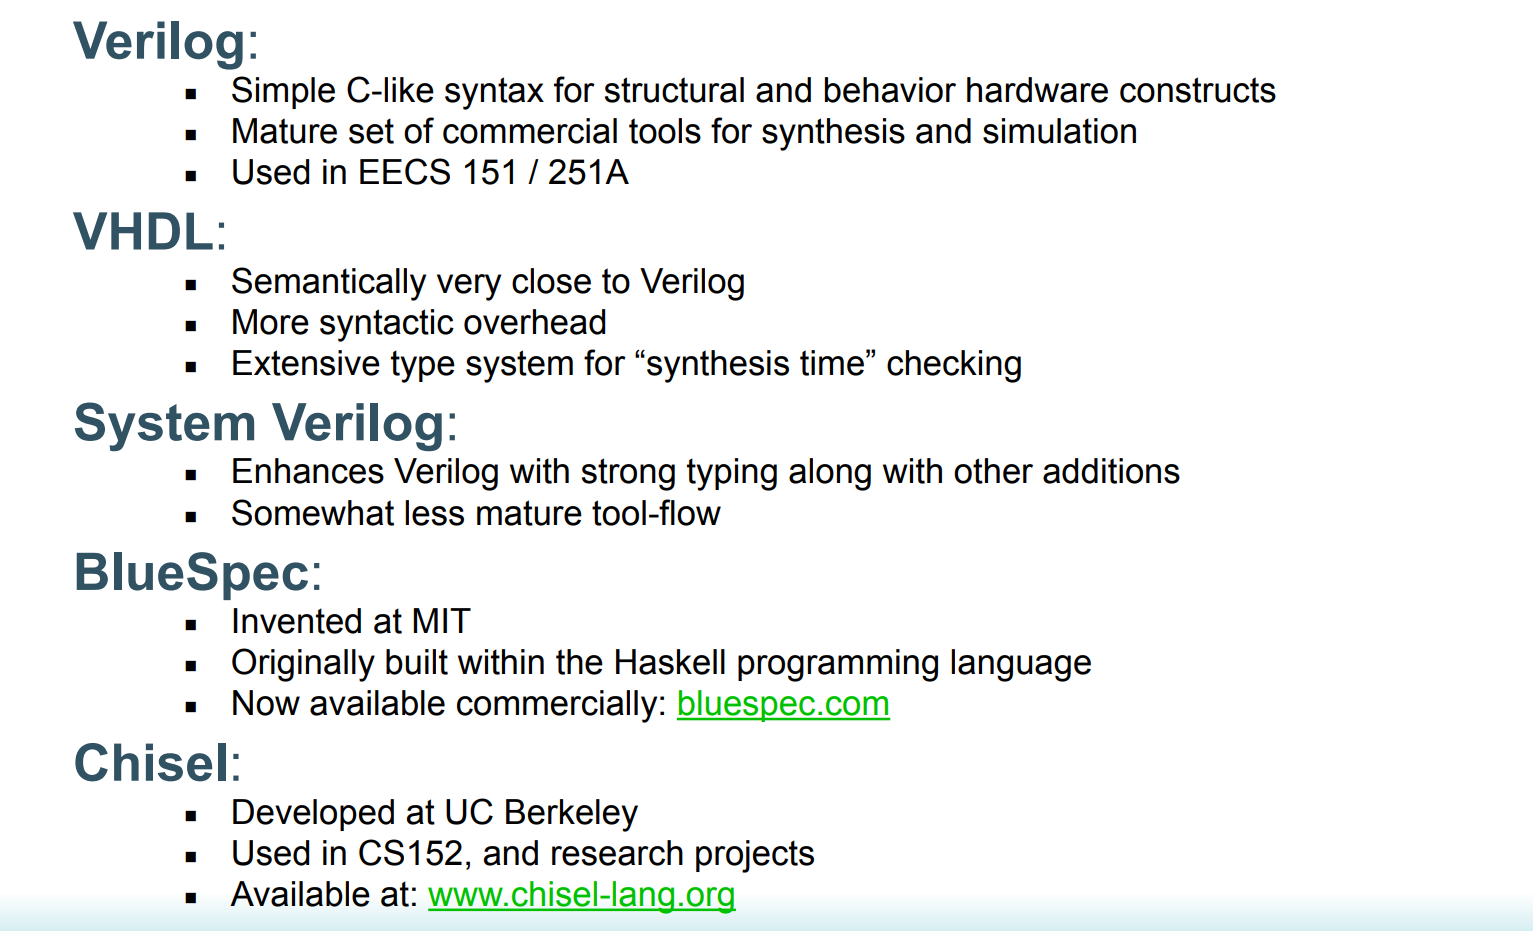 Verilog:
▪ Simple C-like syntax for structural and behavior hardware constructs
▪ Mature set of commercial tools for synthesis and simulation
▪ Used in EECS 151 / 251A
VHDL:
▪ Semantically very close to Verilog
▪ More syntactic overhead
▪ Extensive type system for “synthesis time” checking
System Verilog:
▪ Enhances Verilog with strong typing along with other additions
▪ Somewhat less mature tool-flow
BlueSpec:
▪ Invented at MIT
▪ Originally built within the Haskell programming language
▪ Now available commercially: bluespec.com
Chisel:
▪ Developed at UC Berkeley
▪ Used in CS152, and research projects
▪ Available at: www.chisel-lang.org